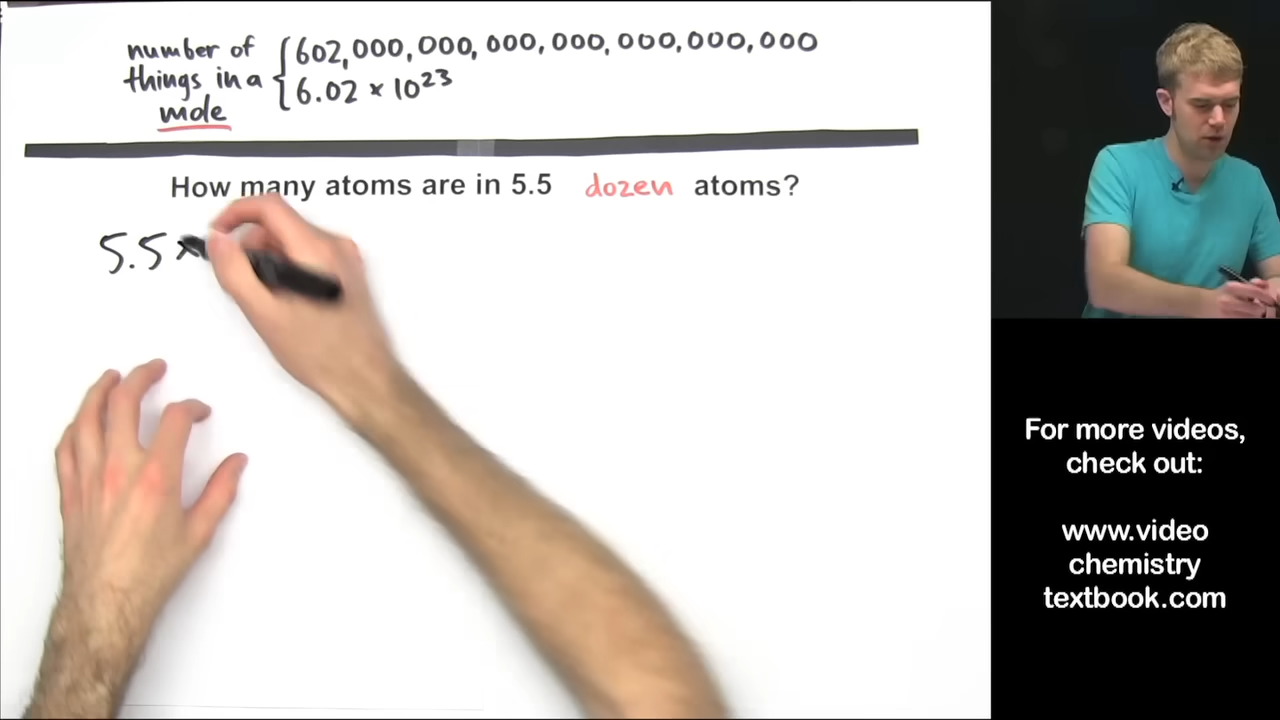 number of
things in a
mole
602,000,000,000,000,000,000,000
6.02 × 10²³
How many atoms are in 5.5 dozen atoms?
5.5 ×
For more videos,
check out:
www.video
chemistry
textbook.com